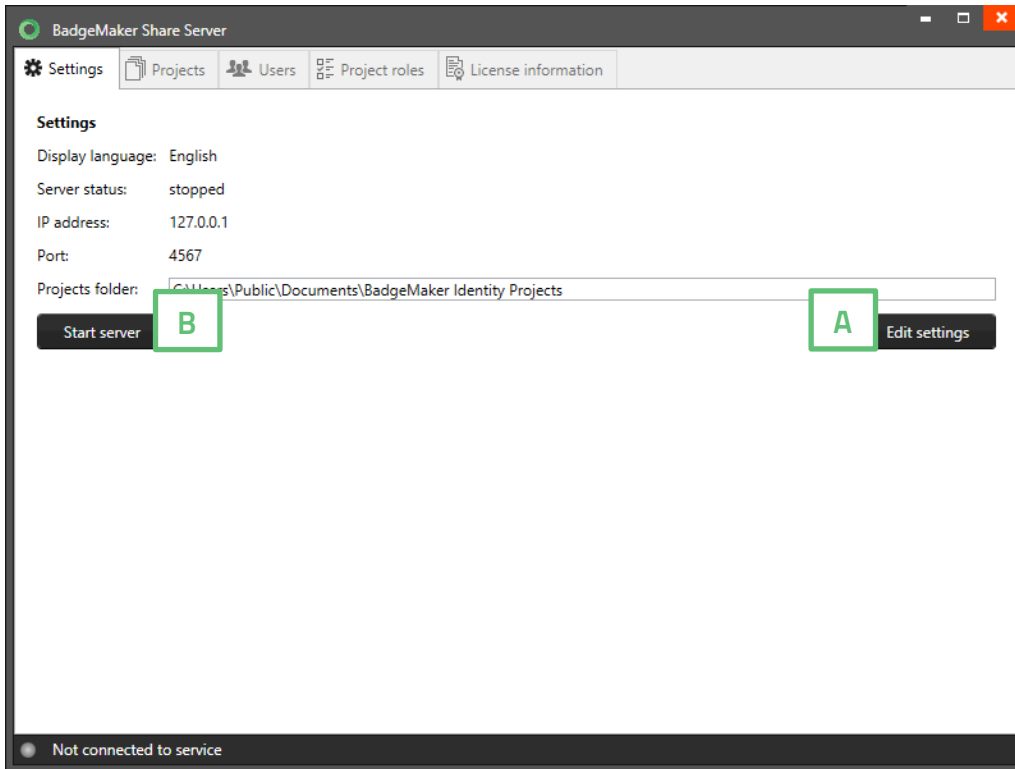 BadgeMaker Share Server
Settings Projects Users Project roles License information
Settings
Display language: English
Server status: stopped
IP address: 127.0.0.1
Port: 4567
Projects folder: C:\Users\Public\Documents\BadgeMaker Identity Projects
Start server B A Edit settings
Not connected to service